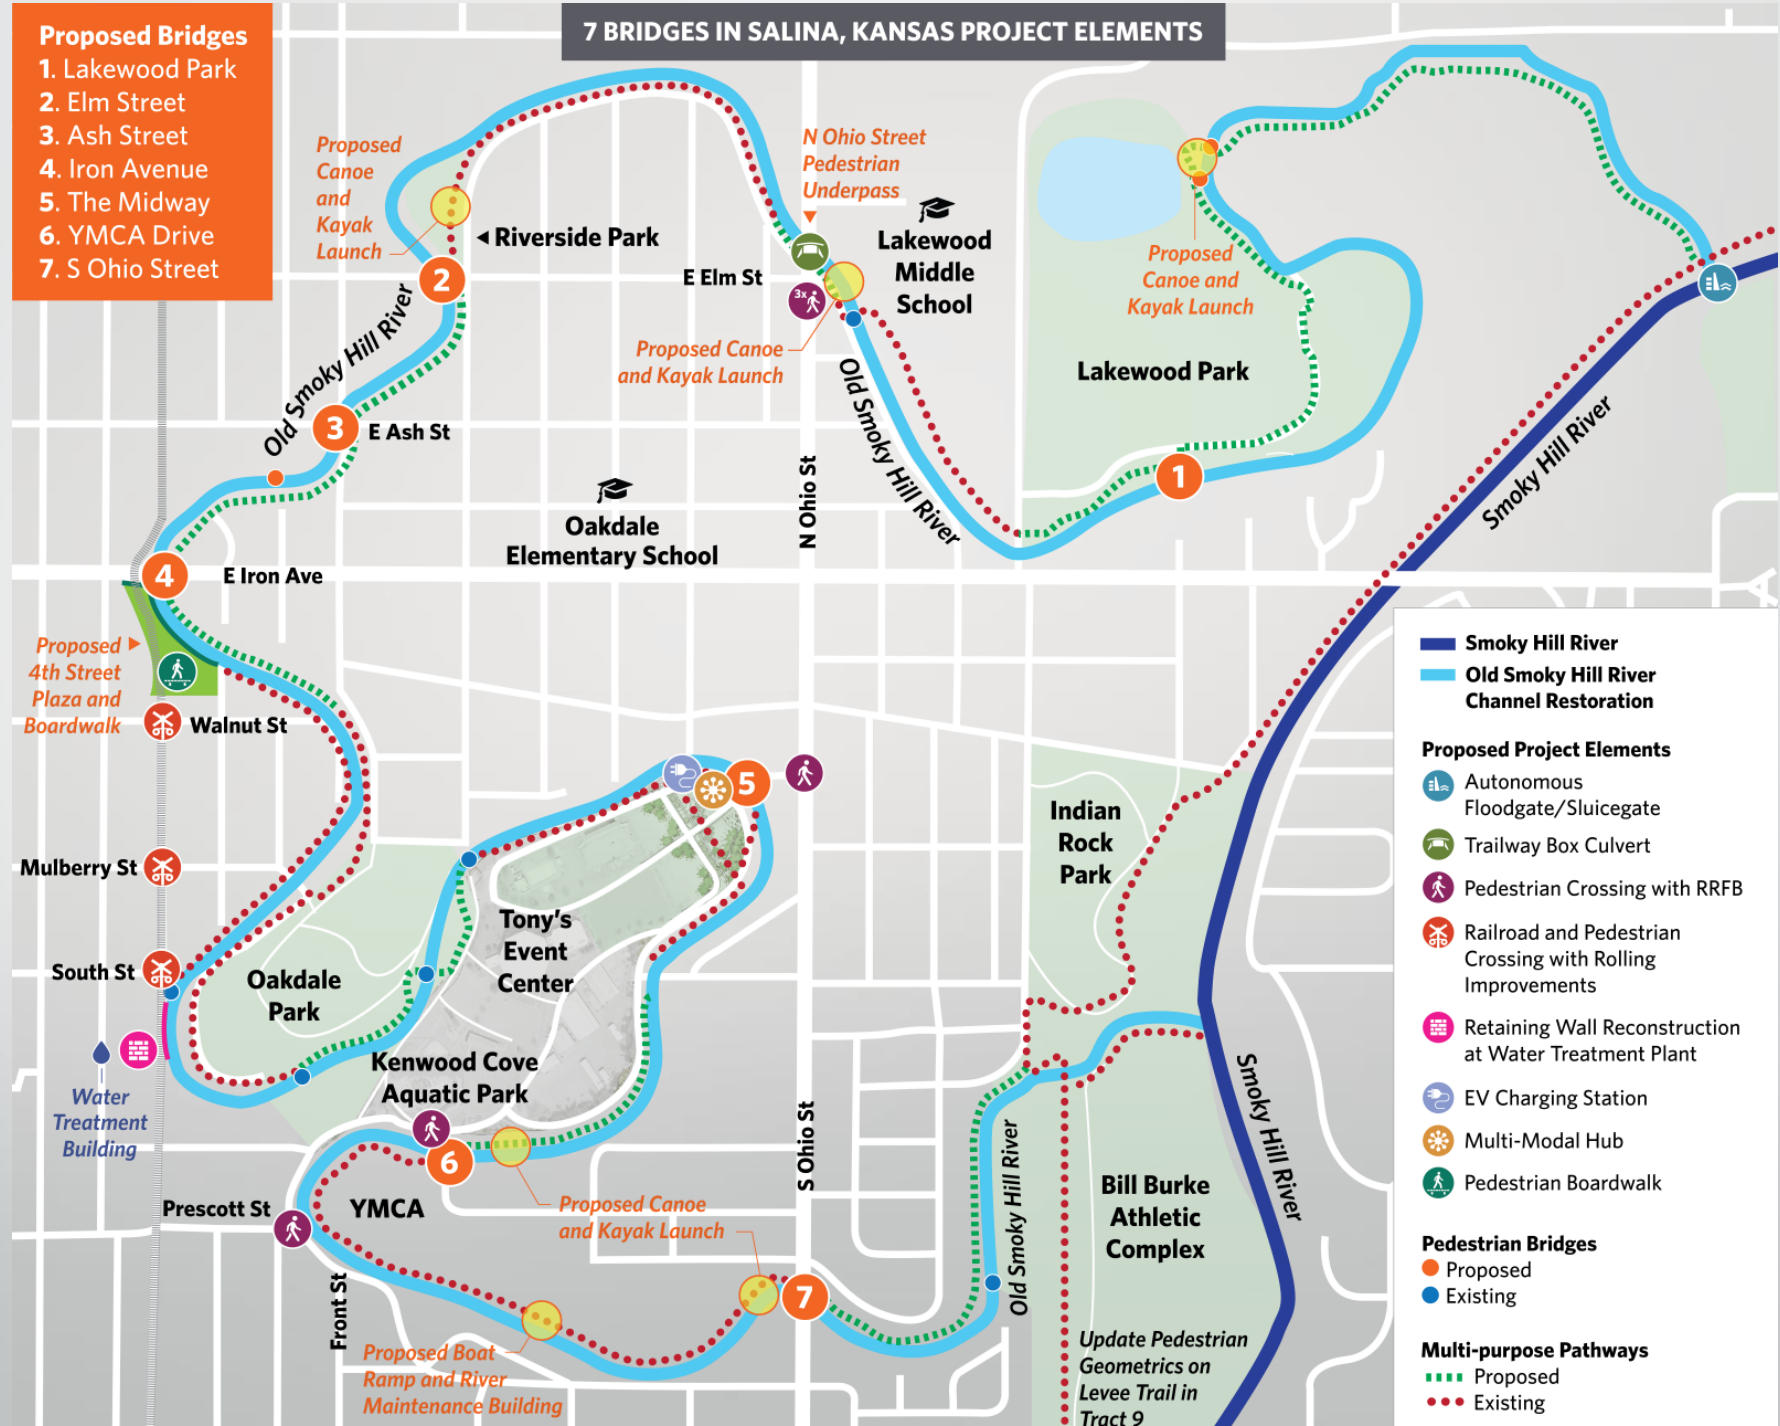 7 BRIDGES IN SALINA, KANSAS PROJECT ELEMENTS
Proposed Bridges
1. Lakewood Park
2. Elm Street
3. Ash Street
4. Iron Avenue
5. The Midway
6. YMCA Drive
7. S Ohio Street
Proposed
Canoe
and
Kayak
Launch
N Ohio Street
Pedestrian
Underpass
Riverside Park
Lakewood
Middle
School
E Elm St
3x
2
Proposed Canoe
and Kayak Launch
Proposed
Canoe and
Kayak Launch
Lakewood Park
Old Smoky Hill River
Old Smoky Hill River
Smoky Hill River
3
E Ash St
1
N Ohio St
Oakdale
Elementary School
4
E Iron Ave
Proposed
4th Street
Plaza and
Boardwalk
Walnut St
5
Mulberry St
South St
Indian
Rock
Park
Tony's
Event
Center
Oakdale
Park
Kenwood Cove
Aquatic Park
Water
Treatment
Building
6
Prescott St
YMCA
Front St
Proposed Canoe
and Kayak Launch
S Ohio St
7
Proposed Boat
Ramp and River
Maintenance Building
Old Smoky Hill River
Smoky Hill River
Bill Burke
Athletic
Complex
Update Pedestrian
Geometrics on
Levee Trail in
Tract 9
Smoky Hill River
Old Smoky Hill River
Channel Restoration
Proposed Project Elements
Autonomous
Floodgate/Sluicegate
Trailway Box Culvert
Pedestrian Crossing with RRFB
Railroad and Pedestrian
Crossing with Rolling
Improvements
Retaining Wall Reconstruction
at Water Treatment Plant
EV Charging Station
Multi-Modal Hub
Pedestrian Boardwalk
Pedestrian Bridges
Proposed
Existing
Multi-purpose Pathways
Proposed
Existing